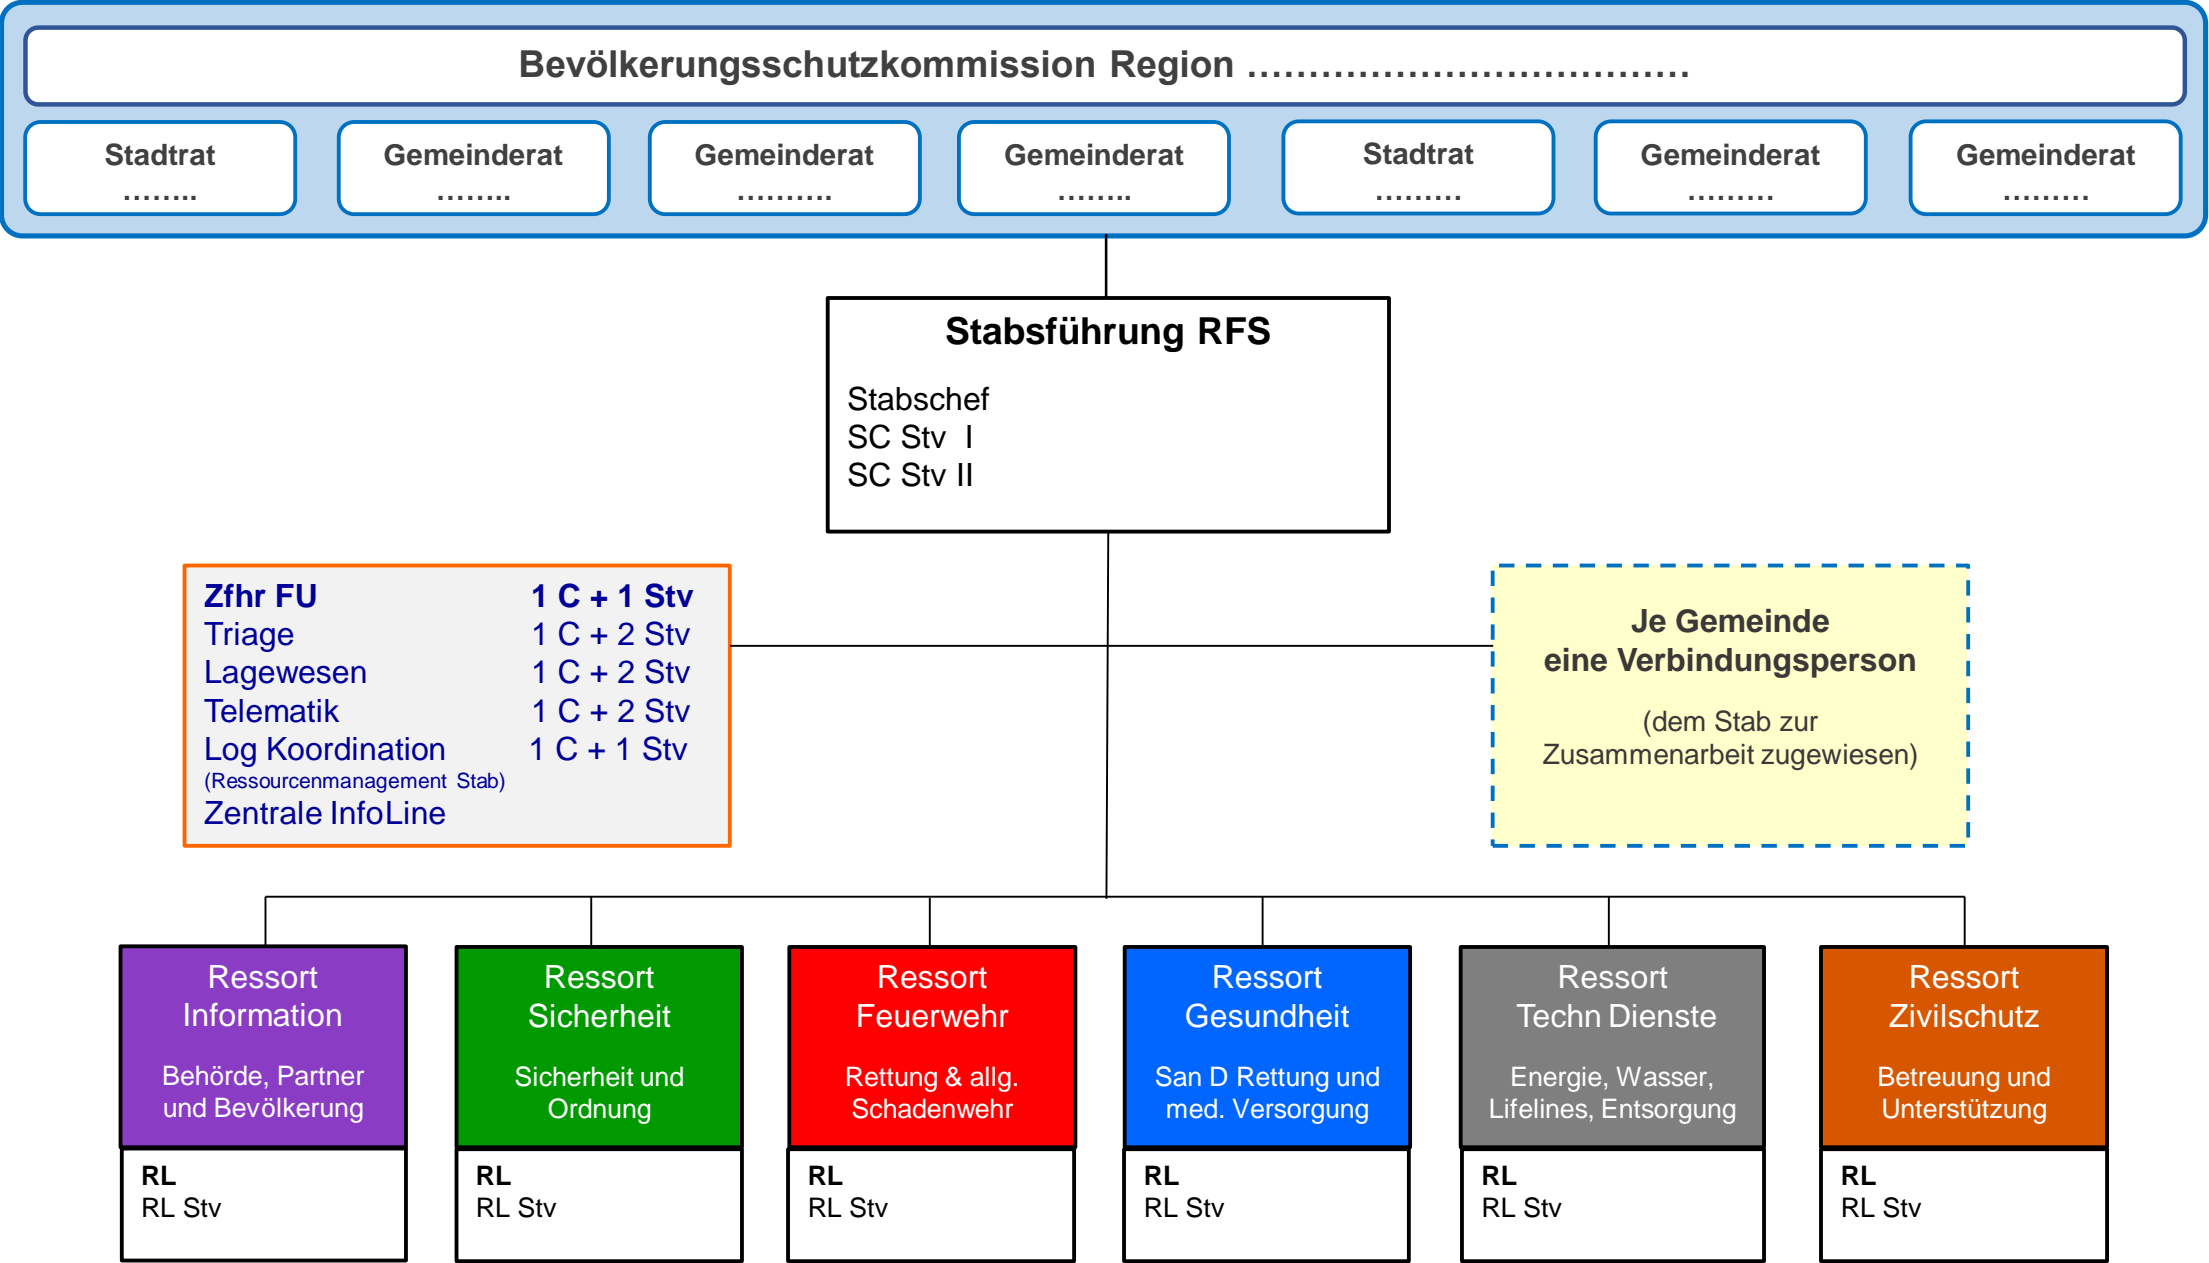 Bevölkerungsschutzkommission Region ………………………………
Stadtrat
……..
Gemeinderat
……..
Gemeinderat
……….
Gemeinderat
……..
Stadtrat
………
Gemeinderat
………
Gemeinderat
………
Stabsführung RFS
Stabschef
SC Stv I
SC Stv II
Zfhr FU 1 C + 1 Stv
Triage 1 C + 2 Stv
Lagewesen 1 C + 2 Stv
Telematik 1 C + 2 Stv
Log Koordination 1 C + 1 Stv
(Ressourcenmanagement Stab)
Zentrale InfoLine
Je Gemeinde
eine Verbindungsperson
(dem Stab zur
Zusammenarbeit zugewiesen)
Ressort
Information
Behörde, Partner
und Bevölkerung
RL
RL Stv
Ressort
Sicherheit
Sicherheit und
Ordnung
RL
RL Stv
Ressort
Feuerwehr
Rettung & allg.
Schadenwehr
RL
RL Stv
Ressort
Gesundheit
San D Rettung und
med. Versorgung
RL
RL Stv
Ressort
Techn Dienste
Energie, Wasser,
Lifelines, Entsorgung
RL
RL Stv
Ressort
Zivilschutz
Betreuung und
Unterstützung
RL
RL Stv